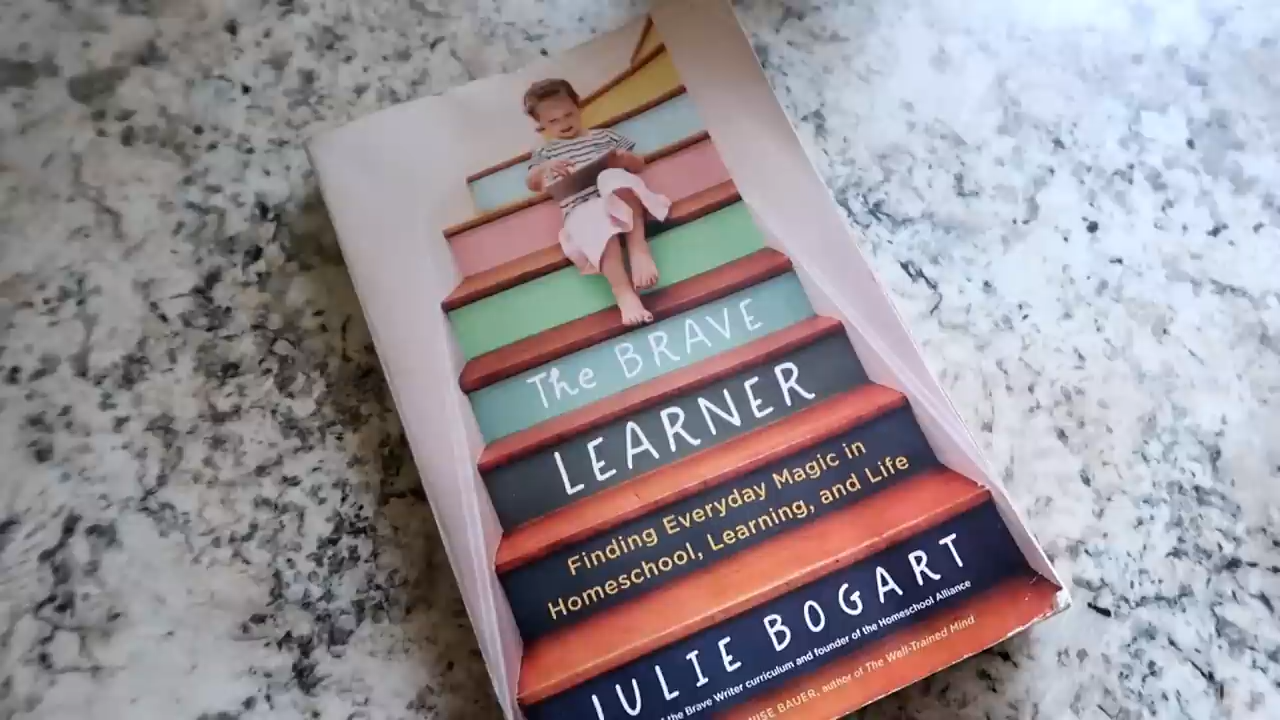 The BRAVE
LEARNER
Finding Everyday Magic in
Homeschool, Learning, and Life
JULIE BOGART
the Brave Writer curriculum and founder of the Homeschool Alliance
BAUER, author of The Well-Trained Mind